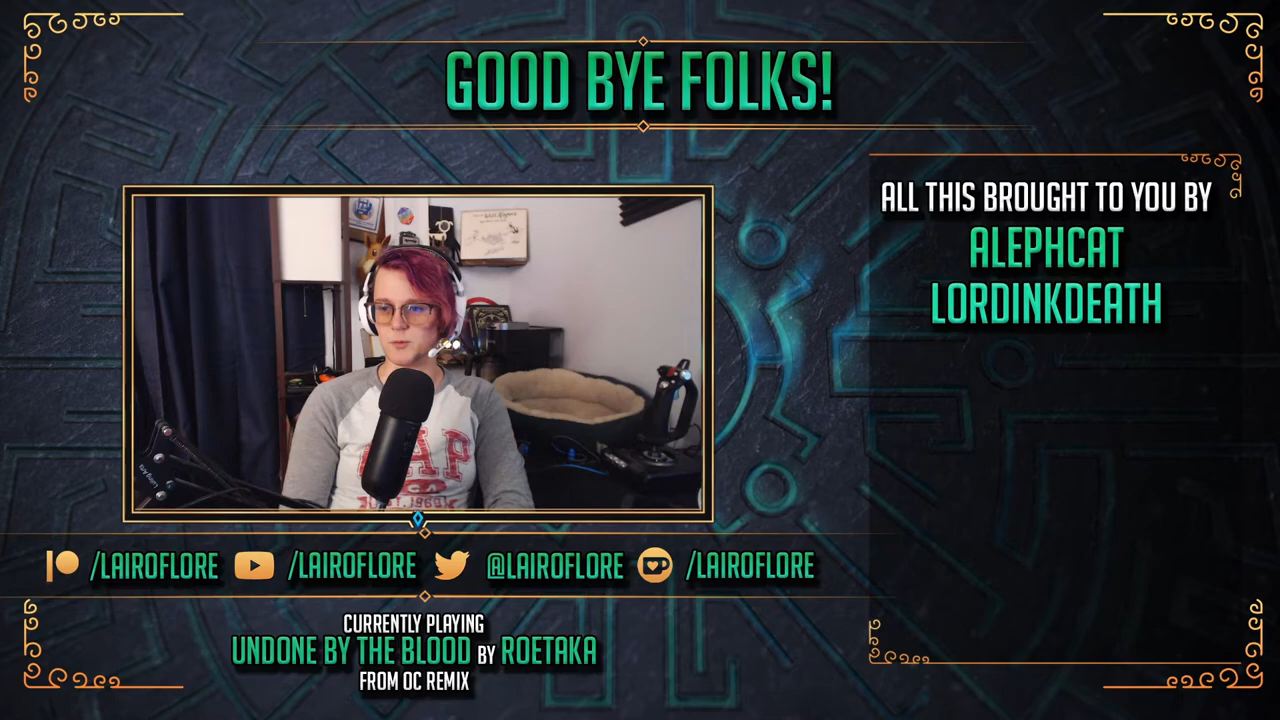 GOOD BYE FOLKS!
ALL THIS BROUGHT TO YOU BY
ALEPHCAT
LORDINKDEATH
/LAIROFLORE /LAIROFLORE @LAIROFLORE /LAIROFLORE
CURRENTLY PLAYING
UNDONE BY THE BLOOD BY ROETAKA
FROM OC REMIX